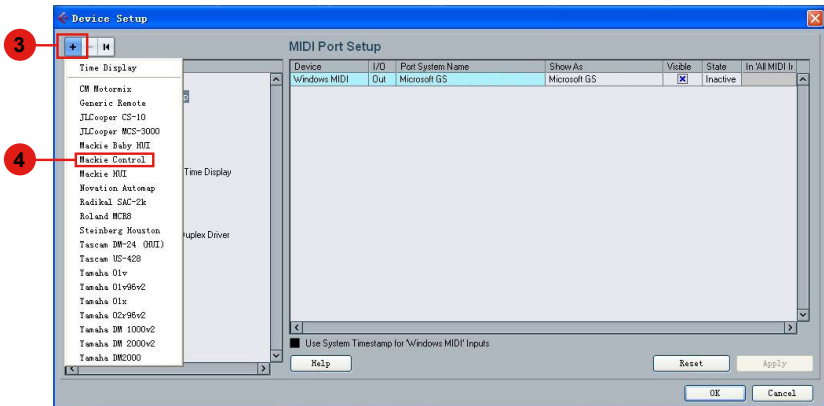 Device Setup
3
+ -
MIDI Port Setup
Time Display
Device I/O Port System Name Show As Visible State In 'All MIDI Ir
Windows MIDI Out Microsoft GS Microsoft GS Inactive
CM Motormix
Generic Remote
JLCooper CS-10
JLCooper MCS-3000
Mackie Baby HUI
4
Mackie Control
Mackie HUI
Time Display
Novation Automap
Radikal SAC-2k
Roland MCR8
Steinberg Houston
uplex Driver
Tascam DM-24 (HUI)
Tascam US-428
Yamaha 01v
Yamaha 01v96v2
Yamaha 01x
Yamaha 02r96v2
Yamaha DM 1000v2
Yamaha DM 2000v2
Yamaha DM2000
Use System Timestamp for 'Windows MIDI' Inputs
Help Reset Apply
OK Cancel